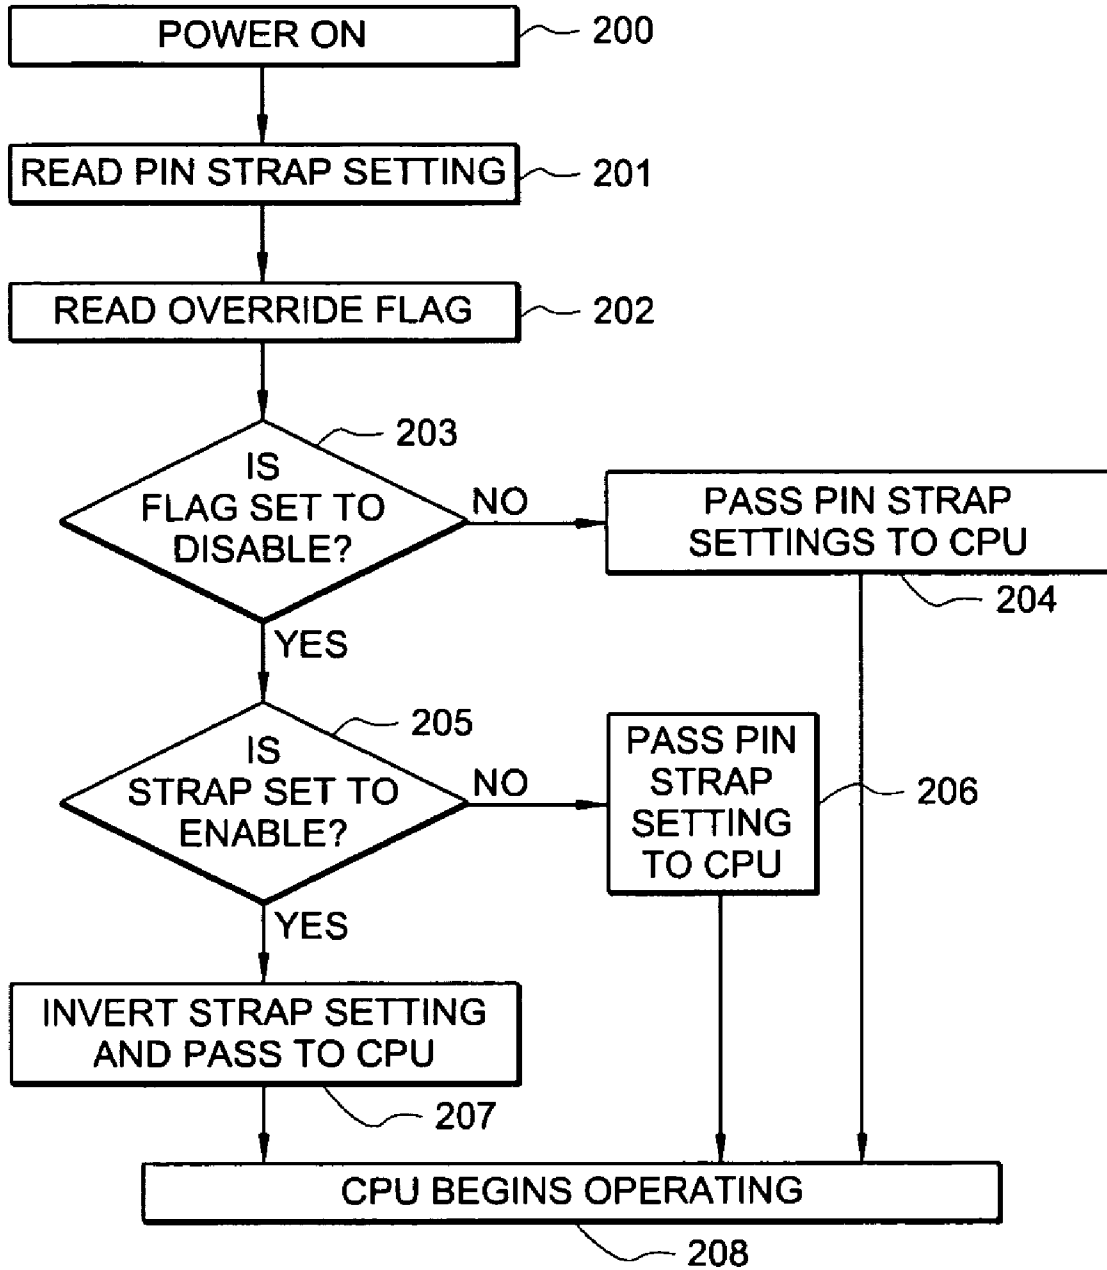 POWER ON
200
READ PIN STRAP SETTING
201
READ OVERRIDE FLAG
202
203
IS
FLAG SET TO
DISABLE?
NO
PASS PIN STRAP
SETTINGS TO CPU
204
YES
205
IS
STRAP SET TO
ENABLE?
NO
PASS PIN
STRAP
SETTING
TO CPU
206
YES
INVERT STRAP SETTING
AND PASS TO CPU
207
CPU BEGINS OPERATING
208